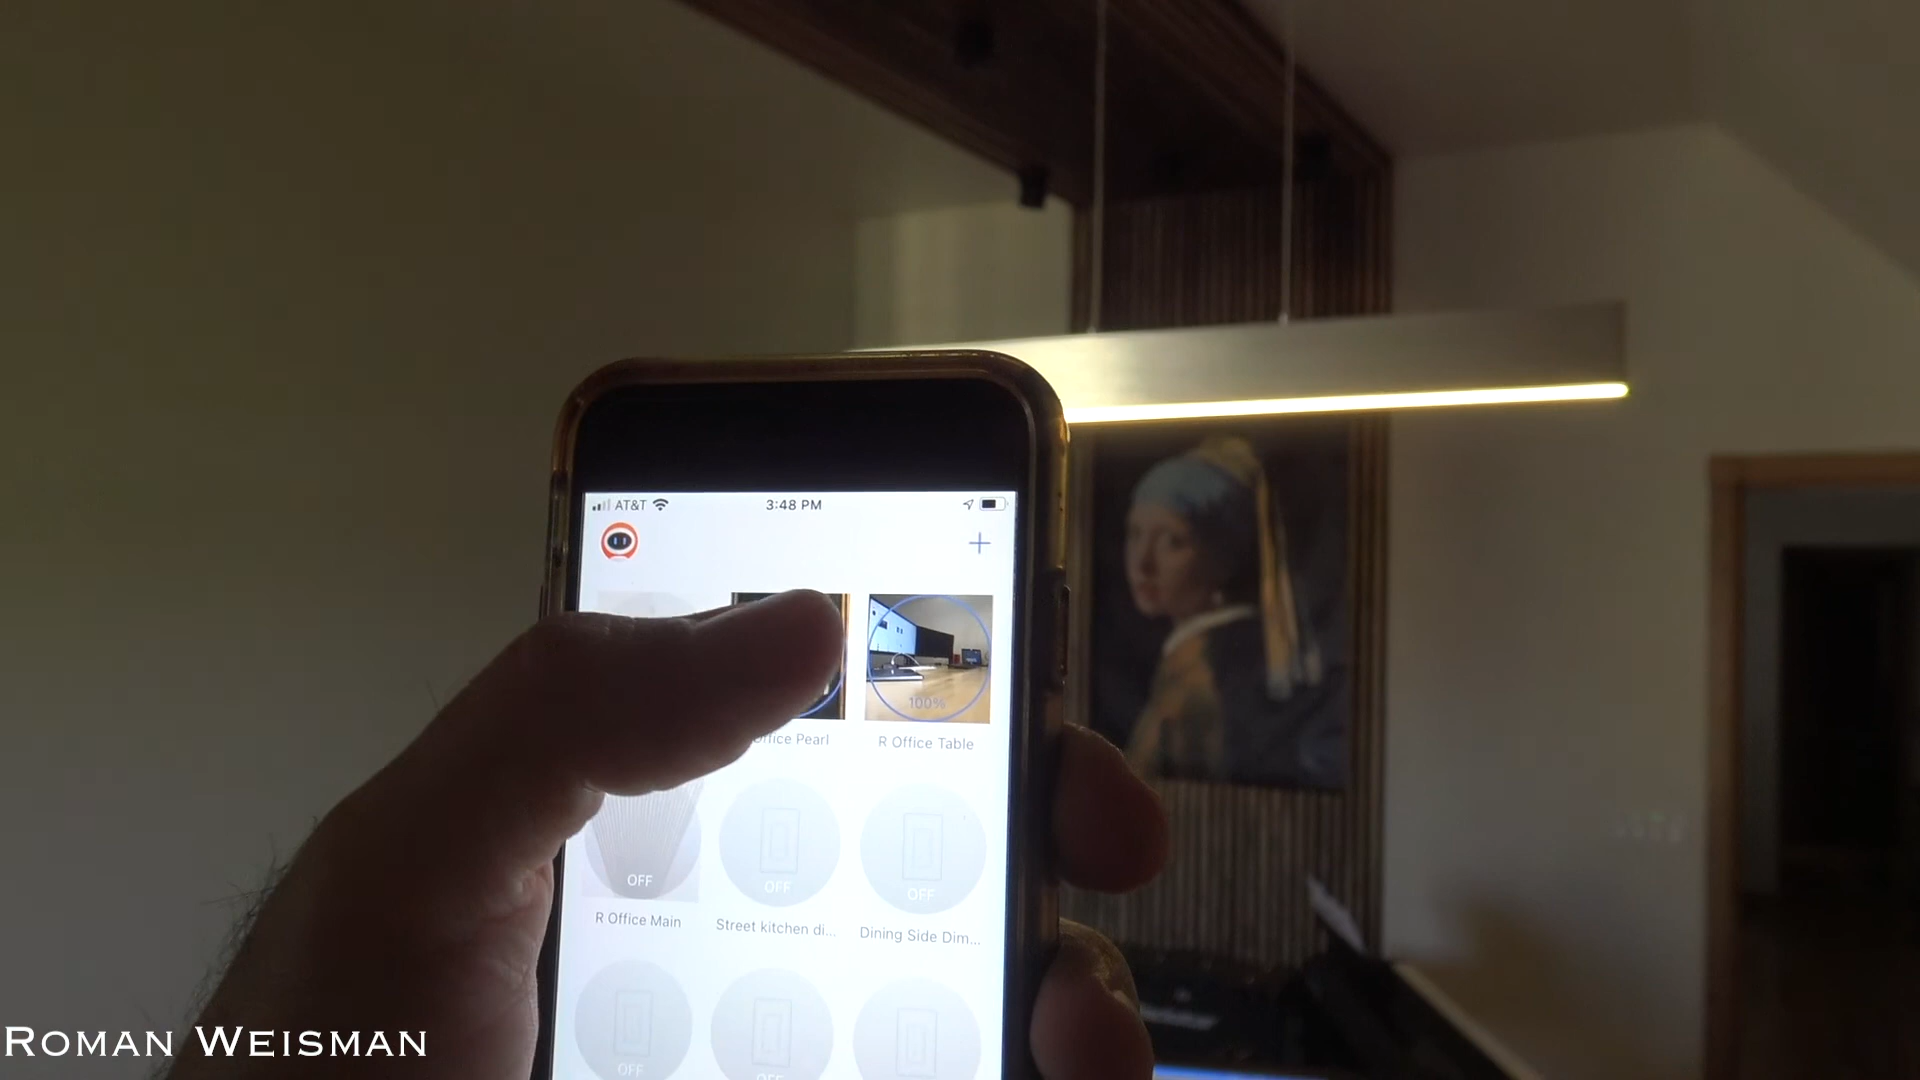 AT&T 3:48 PM
100%
ffice Pearl R Office Table
OFF OFF OFF
R Office Main Street kitchen di... Dining Side Dim...
OFF OFF
ROMAN WEISMAN